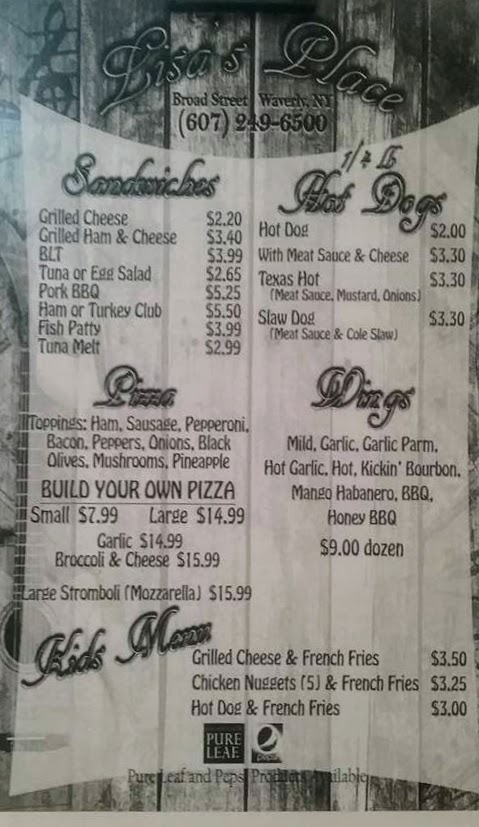 Lisa's Place
Broad Street Waverly, NY
(607) 249-6500
Sandwiches
Grilled Cheese $2.20
Grilled Ham & Cheese $3.40
BLT $3.99
Tuna or Egg Salad $2.65
Pork BBQ $5.25
Ham or Turkey Club $5.50
Fish Patty $3.99
Tuna Melt $2.99
1/4 lb
Hot Dogs
Hot Dog $2.00
With Meat Sauce & Cheese $3.30
Texas Hot $3.30
(Meat Sauce, Mustard, Onions)
Slaw Dog $3.30
(Meat Sauce & Cole Slaw)
Pizza
Toppings: Ham, Sausage, Pepperoni,
Bacon, Peppers, Onions, Black
Olives, Mushrooms, Pineapple
BUILD YOUR OWN PIZZA
Small $7.99 Large $14.99
Garlic $14.99
Broccoli & Cheese $15.99
Large Stromboli (Mozzarella) $15.99
Wings
Mild, Garlic, Garlic Parm,
Hot Garlic, Hot, Kickin' Bourbon,
Mango Habanero, BBQ,
Honey BBQ
$9.00 dozen
Kids Menu
Grilled Cheese & French Fries $3.50
Chicken Nuggets (5) & French Fries $3.25
Hot Dog & French Fries $3.00
PURE
LEAF
pepsi
Pure Leaf and Pepsi Products Available